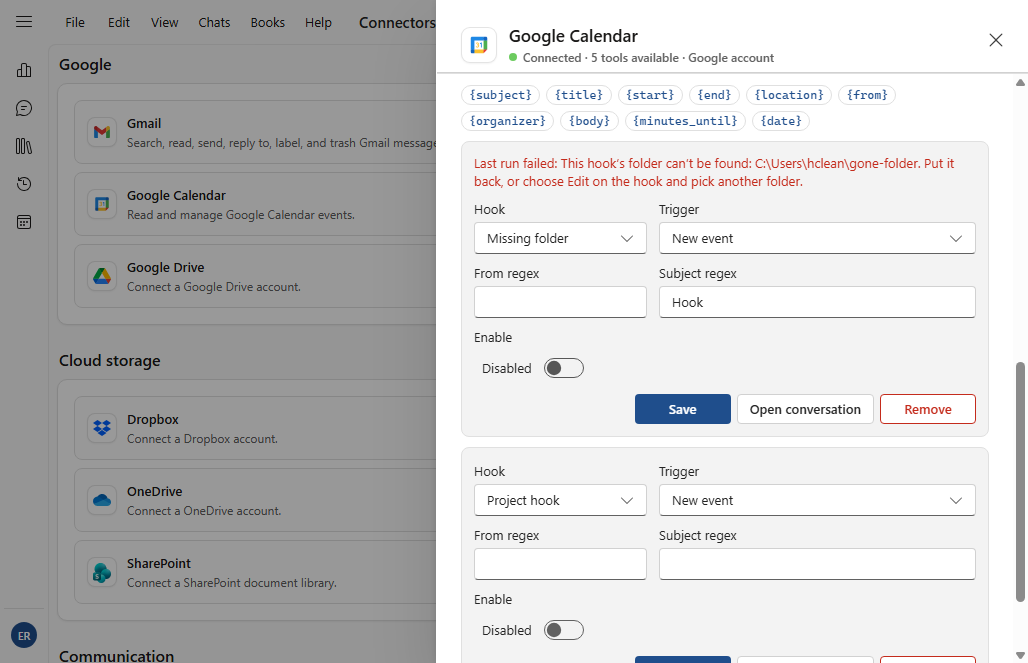 File Edit View Chats Books Help Connectors
Google
Gmail
Search, read, send, reply to, label, and trash Gmail message
Google Calendar
Read and manage Google Calendar events.
Google Drive
Connect a Google Drive account.
Cloud storage
Dropbox
Connect a Dropbox account.
OneDrive
Connect a OneDrive account.
SharePoint
Connect a SharePoint document library.
Communication
ER
Google Calendar
Connected · 5 tools available · Google account
{subject} {title} {start} {end} {location} {from}
{organizer} {body} {minutes_until} {date}
Last run failed: This hook's folder can't be found: C:\Users\hclean\gone-folder. Put it
back, or choose Edit on the hook and pick another folder.
Hook Trigger
Missing folder New event
From regex Subject regex
Hook
Enable
Disabled
Save Open conversation Remove
Hook Trigger
Project hook New event
From regex Subject regex
Enable
Disabled